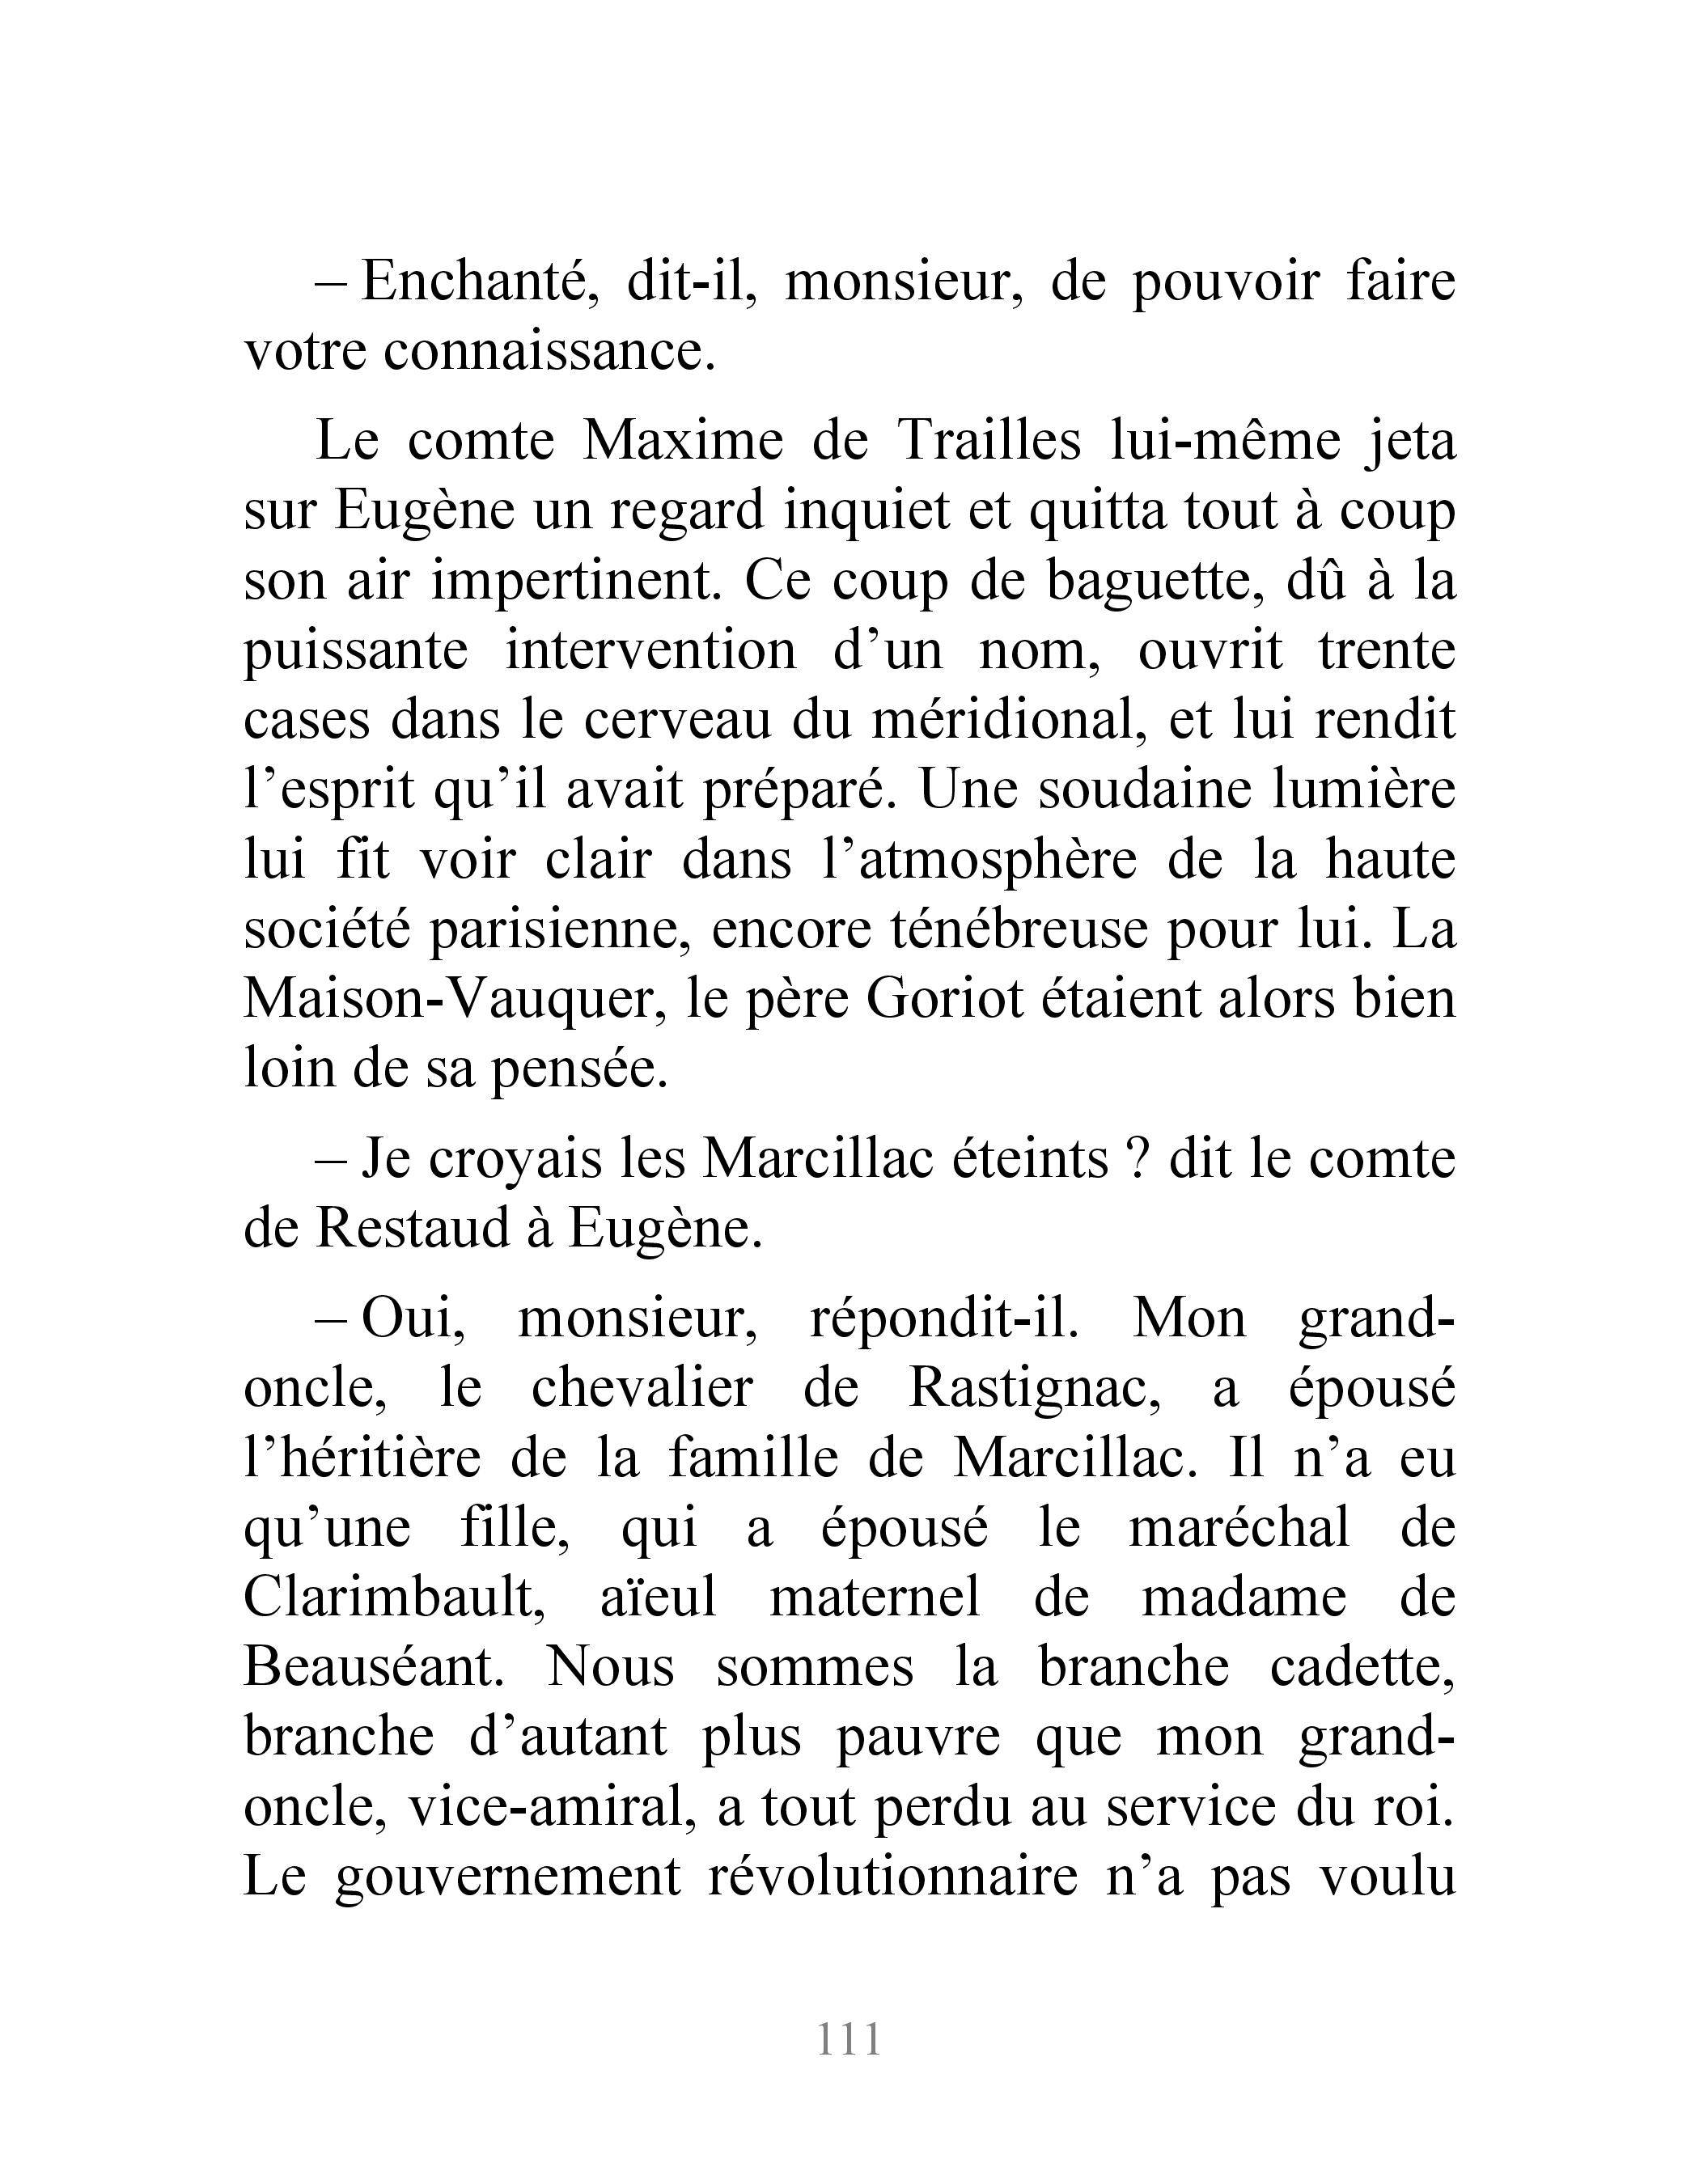 – Enchanté, dit-il, monsieur, de pouvoir faire
votre connaissance.
Le comte Maxime de Trailles lui-même jeta
sur Eugène un regard inquiet et quitta tout à coup
son air impertinent. Ce coup de baguette, dû à la
puissante intervention d’un nom, ouvrit trente
cases dans le cerveau du méridional, et lui rendit
l’esprit qu’il avait préparé. Une soudaine lumière
lui fit voir clair dans l’atmosphère de la haute
société parisienne, encore ténébreuse pour lui. La
Maison-Vauquer, le père Goriot étaient alors bien
loin de sa pensée.
– Je croyais les Marcillac éteints ? dit le comte
de Restaud à Eugène.
– Oui, monsieur, répondit-il. Mon grand-
oncle, le chevalier de Rastignac, a épousé
l’héritière de la famille de Marcillac. Il n’a eu
qu’une fille, qui a épousé le maréchal de
Clarimbault, aïeul maternel de madame de
Beauséant. Nous sommes la branche cadette,
branche d’autant plus pauvre que mon grand-
oncle, vice-amiral, a tout perdu au service du roi.
Le gouvernement révolutionnaire n’a pas voulu
111